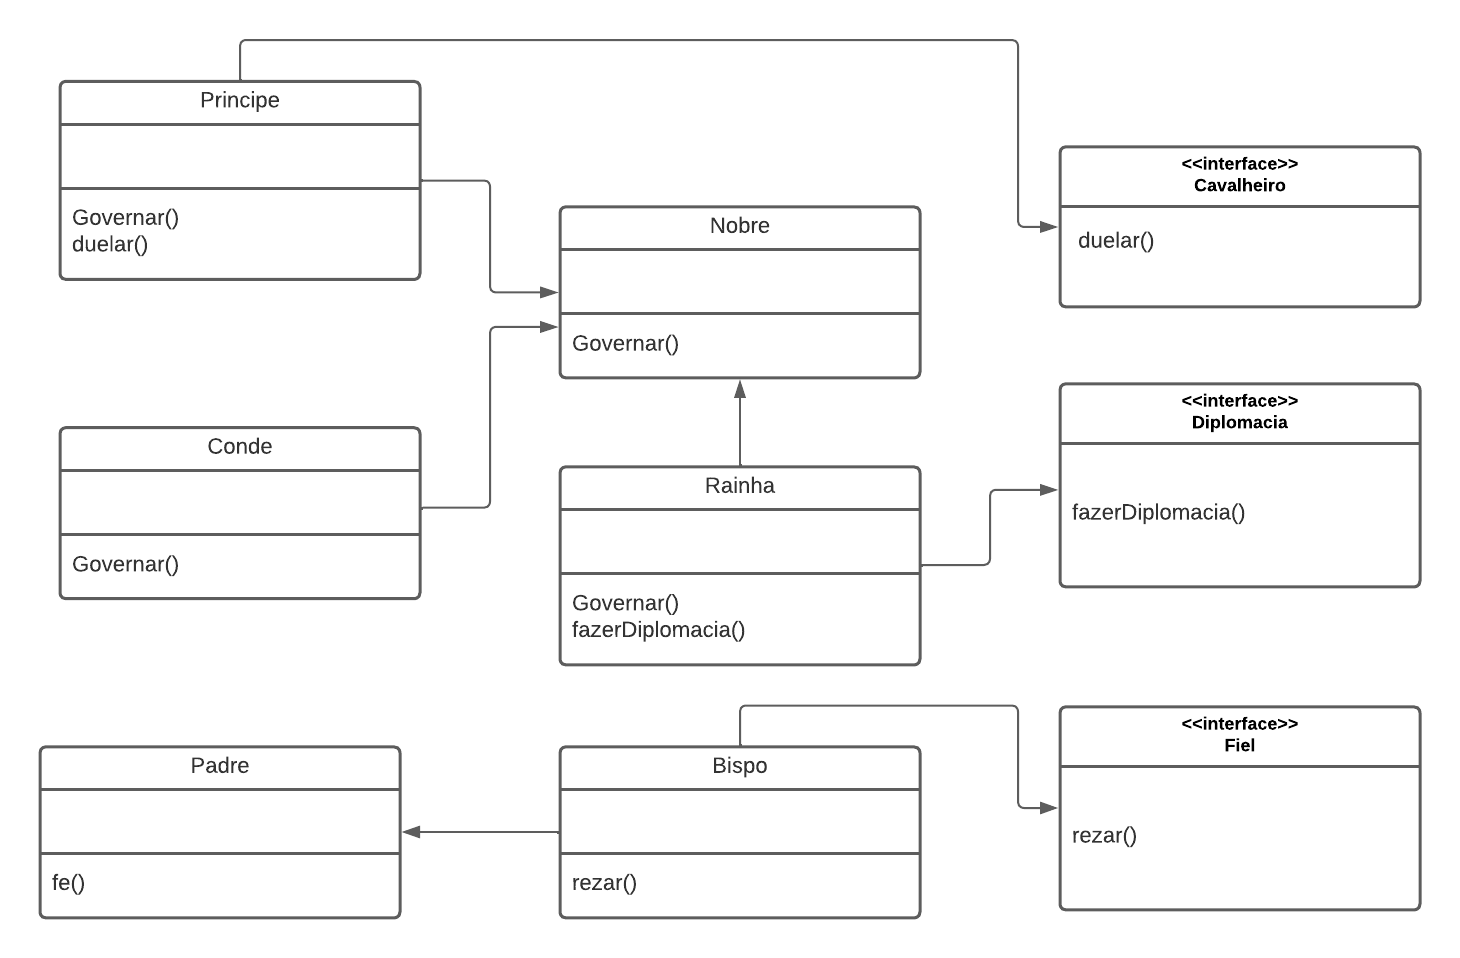 Principe
Governar()
duelar()
Nobre
Governar()
<<interface>>
Cavalheiro
duelar()
Conde
Governar()
Rainha
Governar()
fazerDiplomacia()
<<interface>>
Diplomacia
fazerDiplomacia()
Padre
fe()
Bispo
rezar()
<<interface>>
Fiel
rezar()